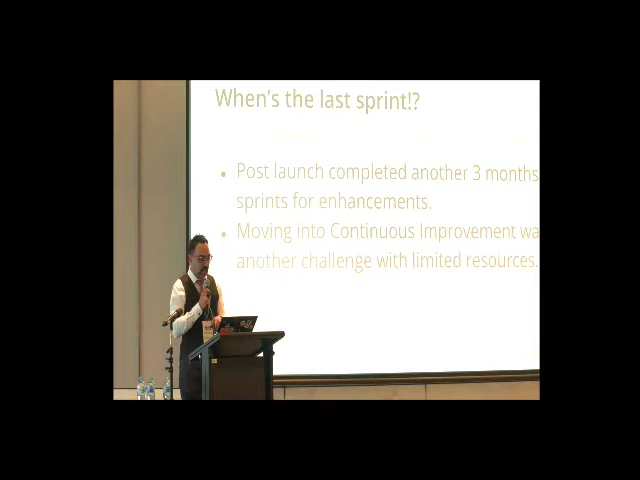 When's the last sprint!?
• Post launch completed another 3 months
sprints for enhancements.
• Moving into Continuous Improvement wa
another challenge with limited resources.